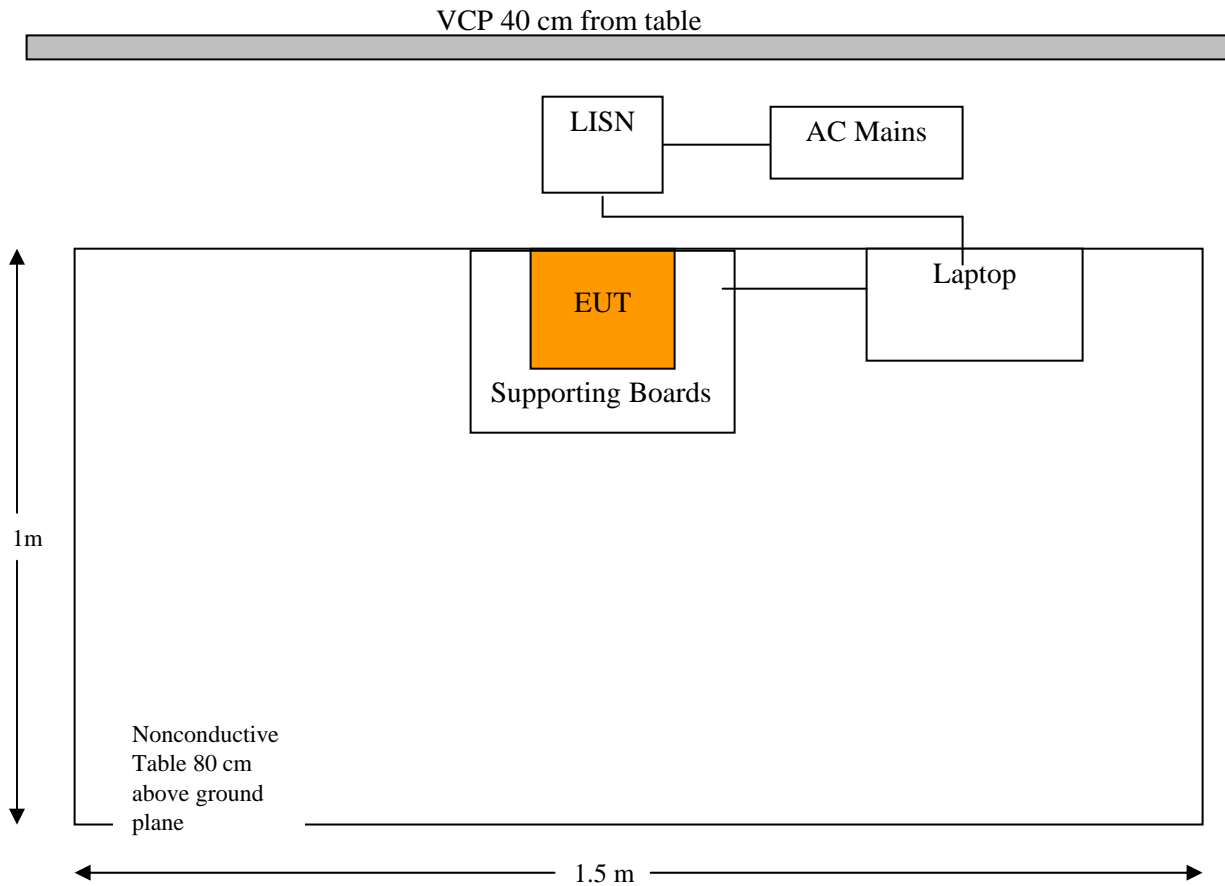 VCP 40 cm from table
LISN
AC Mains
EUT
Laptop
Supporting Boards
1m
Nonconductive
Table 80 cm
above ground
plane
1.5 m